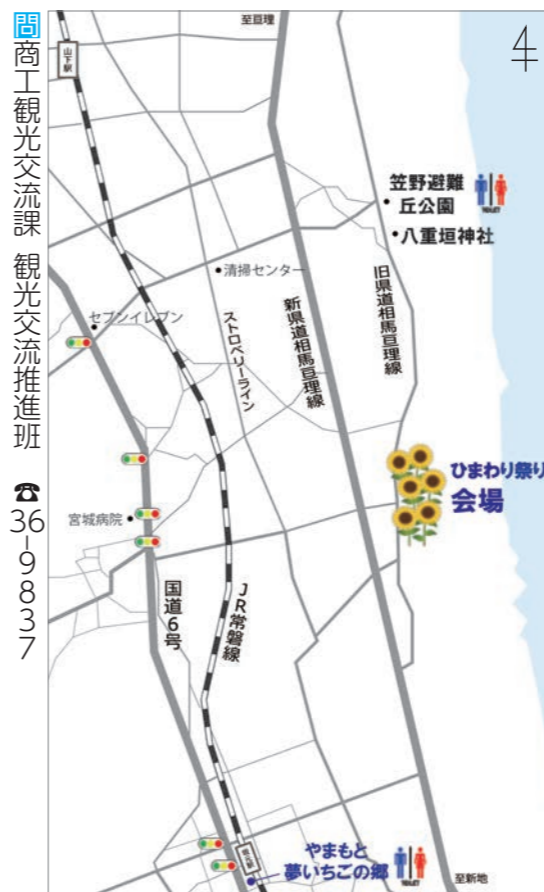 問商工観光交流課 観光交流推進班 ☎36-9837
至亘理
山下駅
笠野避難
丘公園
TOILET
八重垣神社
清掃センター
セブンイレブン
ストロベリーライン
新県道相馬亘理線
旧県道相馬亘理線
ひまわり祭り
会場
宮城病院
国道6号
JR常磐線
やまもと
夢いちごの郷
TOILET
至新地